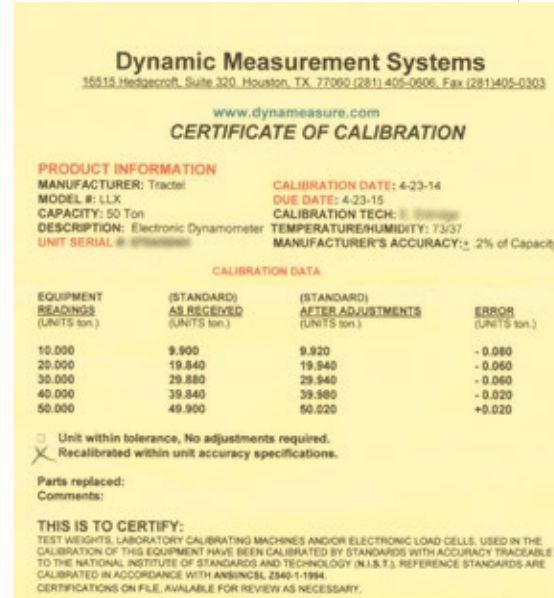 Dynamic Measurement Systems
16515 Hedgecroft, Suite 320, Houston, TX, 77060 (281) 405-0606, Fax (281)405-0303
www.dynameasure.com
CERTIFICATE OF CALIBRATION
PRODUCT INFORMATION
MANUFACTURER: Tractel CALIBRATION DATE: 4-23-14
MODEL #: LLX DUE DATE: 4-23-15
CAPACITY: 50 Ton CALIBRATION TECH:
DESCRIPTION: Electronic Dynamometer TEMPERATURE/HUMIDITY: 73/37
UNIT SERIAL # MANUFACTURER'S ACCURACY:± 2% of Capacity
CALIBRATION DATA
EQUIPMENT (STANDARD) (STANDARD)
READINGS AS RECEIVED AFTER ADJUSTMENTS ERROR
(UNITS ton.) (UNITS ton.) (UNITS ton.) (UNITS ton.)
10.000 9.900 9.920 - 0.080
20.000 19.840 19.940 - 0.060
30.000 29.880 29.940 - 0.060
40.000 39.840 39.980 - 0.020
50.000 49.900 50.020 +0.020
Unit within tolerance, No adjustments required.
Recalibrated within unit accuracy specifications.
Parts replaced:
Comments:
THIS IS TO CERTIFY:
TEST WEIGHTS, LABORATORY CALIBRATING MACHINES AND/OR ELECTRONIC LOAD CELLS, USED IN THE
CALIBRATION OF THIS EQUIPMENT HAVE BEEN CALIBRATED BY STANDARDS WITH ACCURACY TRACEABLE
TO THE NATIONAL INSTITUTE OF STANDARDS AND TECHNOLOGY (N.I.S.T.), REFERENCE STANDARDS ARE
CALIBRATED IN ACCORDANCE WITH ANSI/NCSL Z540-1-1994.
CERTIFICATIONS ON FILE, AVALABLE FOR REVIEW AS NECESSARY.